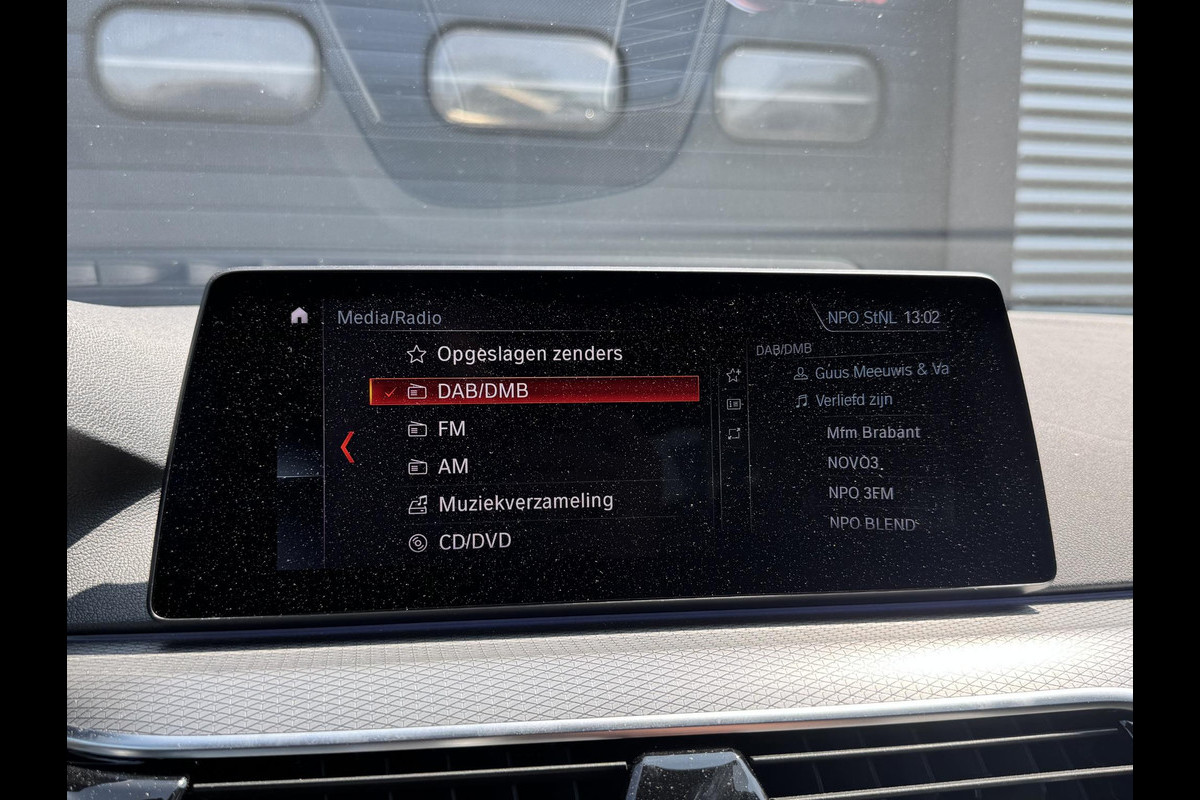 Media/Radio
NPO StNL 13:02
Opgeslagen zenders
DAB/DMB
FM
AM
Muziekverzameling
CD/DVD
DAB/DMB
Guus Meeuwis & Va
Verliefd zijn
Mfm Brabant
NOVO3
NPO 3FM
NPO BLEND